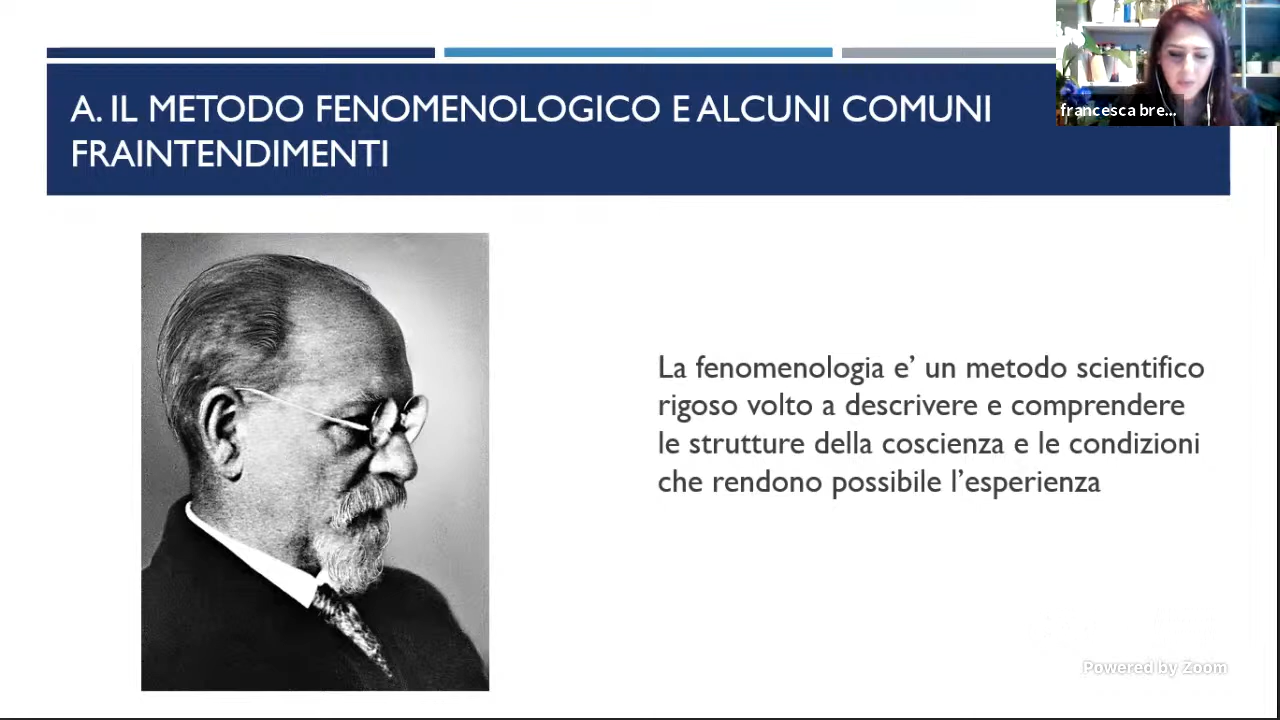 A. IL METODO FENOMENOLOGICO E ALCUNI COMUNI
FRAINTENDIMENTI
francesca bre...
La fenomenologia e’ un metodo scientifico
rigoso volto a descrivere e comprendere
le strutture della coscienza e le condizioni
che rendono possibile l’esperienza
Powered by Zoom